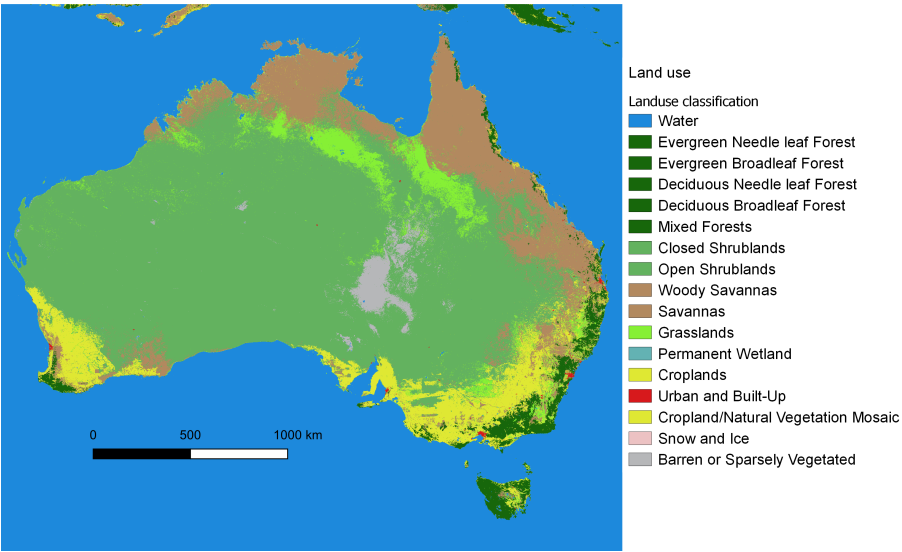 Land use
Landuse classification
Water
Evergreen Needle leaf Forest
Evergreen Broadleaf Forest
Deciduous Needle leaf Forest
Deciduous Broadleaf Forest
Mixed Forests
Closed Shrublands
Open Shrublands
Woody Savannas
Savannas
Grasslands
Permanent Wetland
Croplands
Urban and Built-Up
Cropland/Natural Vegetation Mosaic
Snow and Ice
Barren or Sparsely Vegetated
0 500 1000 km